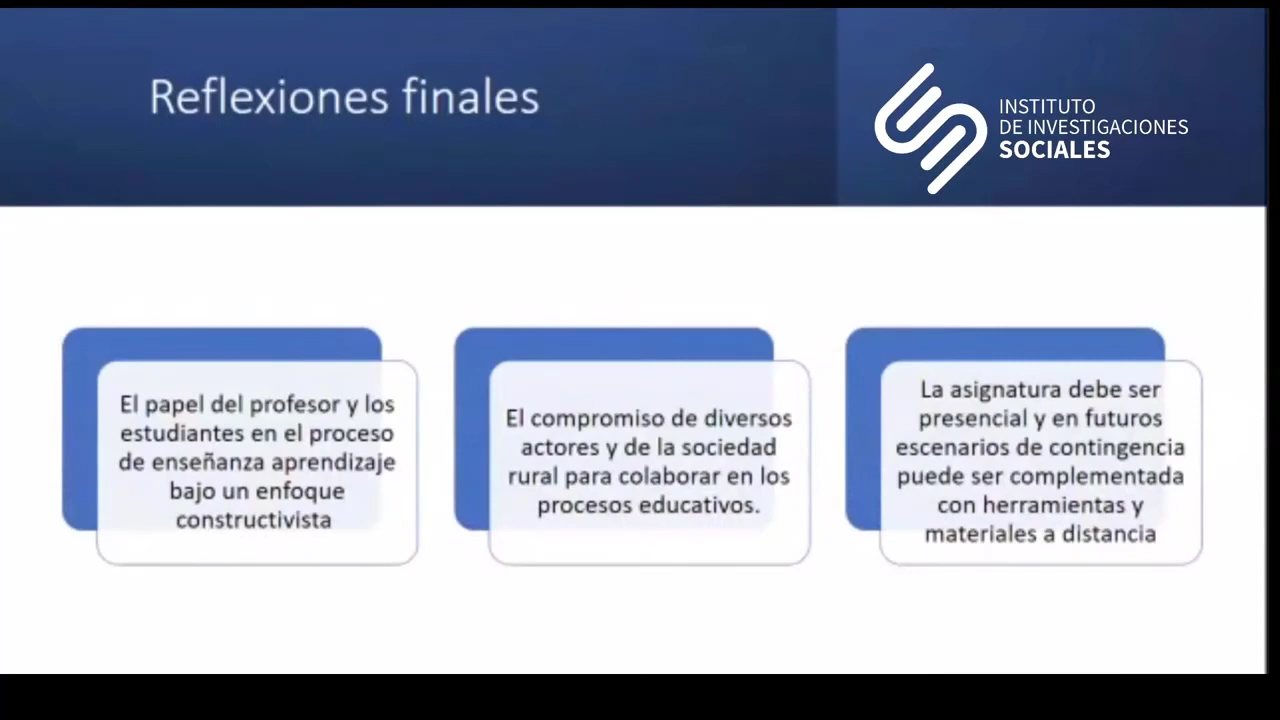 Reflexiones finales
INSTITUTO
DE INVESTIGACIONES
SOCIALES
El papel del profesor y los
estudiantes en el proceso
de enseñanza aprendizaje
bajo un enfoque
constructivista
El compromiso de diversos
actores y de la sociedad
rural para colaborar en los
procesos educativos.
La asignatura debe ser
presencial y en futuros
escenarios de contingencia
puede ser complementada
con herramientas y
materiales a distancia